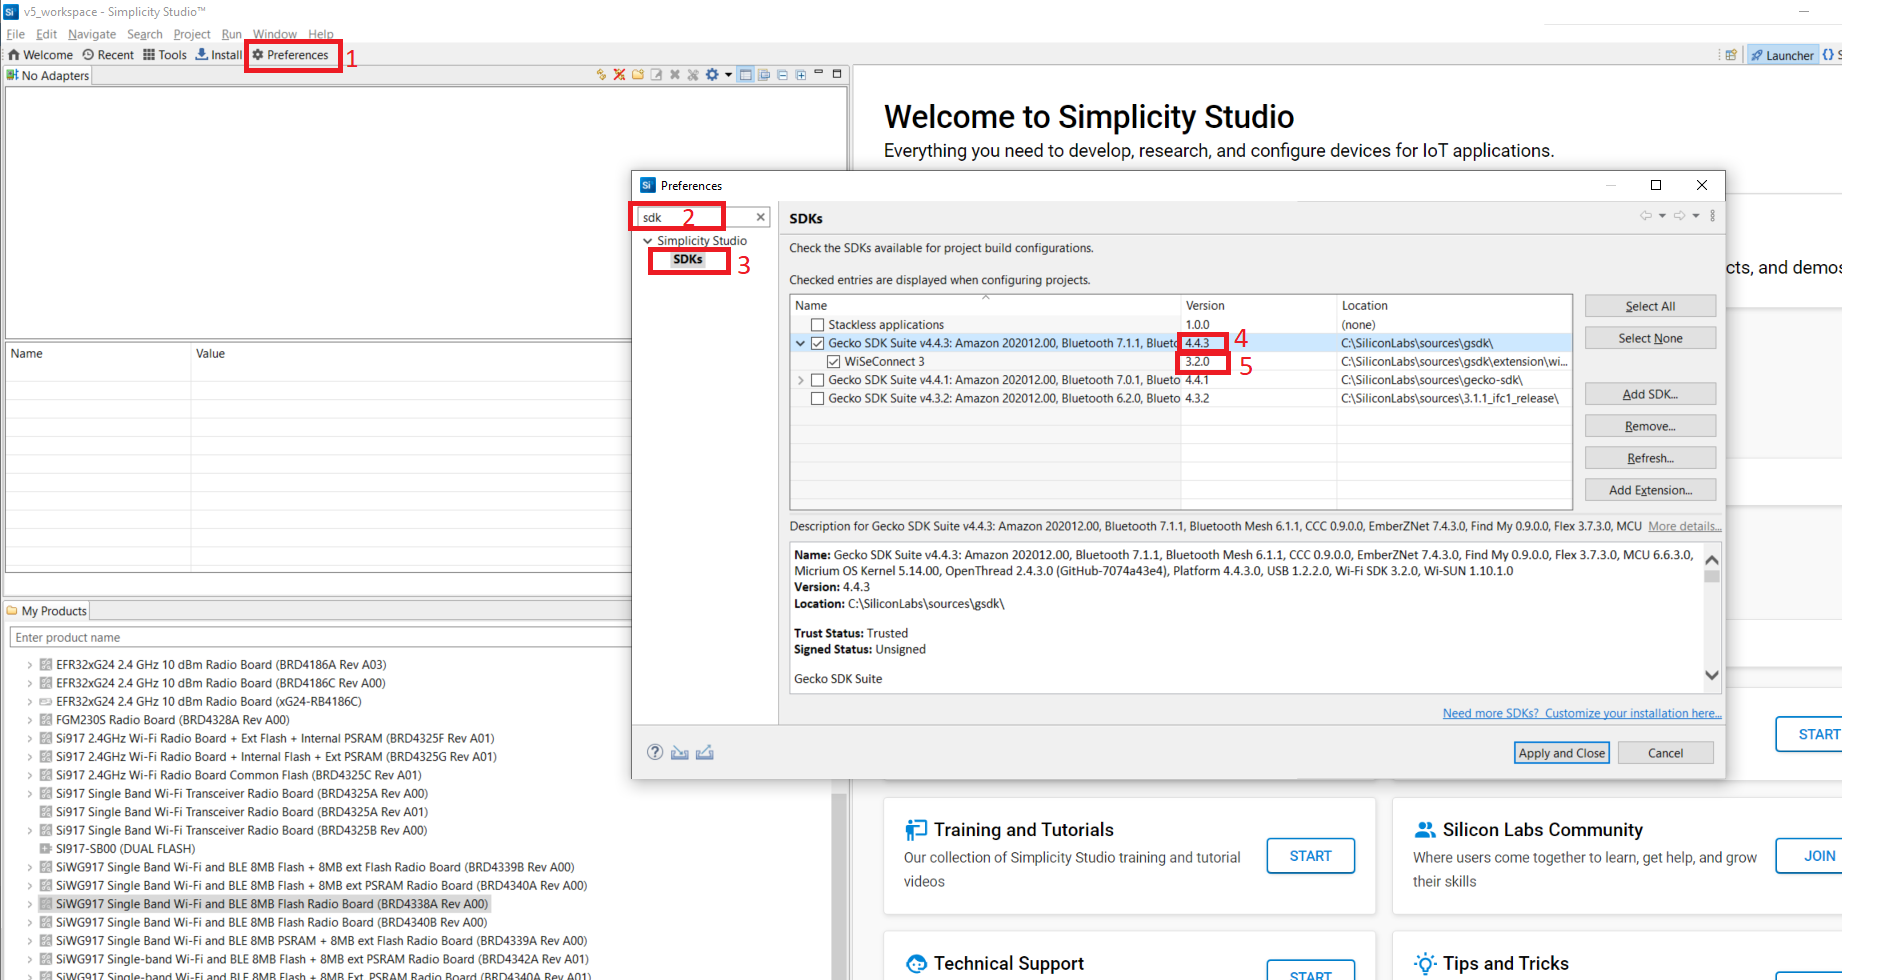 v5_workspace - Simplicity Studio™
File Edit Navigate Search Project Run Window Help
Welcome Recent Tools Install Preferences 1
Launcher
No Adapters
Name Value
My Products
Enter product name
EFR32xG24 2.4 GHz 10 dBm Radio Board (BRD4186A Rev A03)
EFR32xG24 2.4 GHz 10 dBm Radio Board (BRD4186C Rev A00)
EFR32xG24 2.4 GHz 10 dBm Radio Board (xG24-RB4186C)
FGM230S Radio Board (BRD4328A Rev A00)
Si917 2.4GHz Wi-Fi Radio Board + Ext Flash + Internal PSRAM (BRD4325F Rev A01)
Si917 2.4GHz Wi-Fi Radio Board + Internal Flash + Ext PSRAM (BRD4325G Rev A01)
Si917 2.4GHz Wi-Fi Radio Board Common Flash (BRD4325C Rev A01)
Si917 Single Band Wi-Fi Transceiver Radio Board (BRD4325A Rev A00)
Si917 Single Band Wi-Fi Transceiver Radio Board (BRD4325A Rev A01)
Si917 Single Band Wi-Fi Transceiver Radio Board (BRD4325B Rev A00)
SI917-SB00 (DUAL FLASH)
SiWG917 Single Band Wi-Fi and BLE 8MB Flash + 8MB ext Flash Radio Board (BRD4339B Rev A00)
SiWG917 Single Band Wi-Fi and BLE 8MB Flash + 8MB ext PSRAM Radio Board (BRD4340A Rev A00)
SiWG917 Single Band Wi-Fi and BLE 8MB Flash Radio Board (BRD4338A Rev A00)
SiWG917 Single Band Wi-Fi and BLE 8MB Flash Radio Board (BRD4340B Rev A00)
SiWG917 Single Band Wi-Fi and BLE 8MB PSRAM + 8MB ext Flash Radio Board (BRD4339A Rev A00)
SiWG917 Single-band Wi-Fi and BLE 8MB Flash + 8MB ext PSRAM Radio Board (BRD4342A Rev A01)
SiWG917 Single-band Wi-Fi and BLE 8MB Flash + 8MB Ext. PSRAM Radio Board (BRD4340A Rev A01)
Welcome to Simplicity Studio
Everything you need to develop, research, and configure devices for IoT applications.
Si Preferences
sdk 2
Simplicity Studio
SDKs 3
SDKs
Check the SDKs available for project build configurations.
Checked entries are displayed when configuring projects.
Name Version Location
Stackless applications 1.0.0 (none)
Gecko SDK Suite v4.4.3: Amazon 202012.00, Bluetooth 7.1.1, Blueto 4.4.3 4 C:\SiliconLabs\sources\gsdk\
WiSeConnect 3 3.2.0 5 C:\SiliconLabs\sources\gsdk\extension\wi...
Gecko SDK Suite v4.4.1: Amazon 202012.00, Bluetooth 7.0.1, Blueto 4.4.1 C:\SiliconLabs\sources\gecko-sdk\
Gecko SDK Suite v4.3.2: Amazon 202012.00, Bluetooth 6.2.0, Blueto 4.3.2 C:\SiliconLabs\sources\3.1.1_ifc1_release\
Select All
Select None
Add SDK...
Remove...
Refresh...
Add Extension...
Description for Gecko SDK Suite v4.4.3: Amazon 202012.00, Bluetooth 7.1.1, Bluetooth Mesh 6.1.1, CCC 0.9.0.0, EmberZNet 7.4.3.0, Find My 0.9.0.0, Flex 3.7.3.0, MCU More details...
Name: Gecko SDK Suite v4.4.3: Amazon 202012.00, Bluetooth 7.1.1, Bluetooth Mesh 6.1.1, CCC 0.9.0.0, EmberZNet 7.4.3.0, Find My 0.9.0.0, Flex 3.7.3.0, MCU 6.6.3.0,
Micrium OS Kernel 5.14.00, OpenThread 2.4.3.0 (GitHub-7074a43e4), Platform 4.4.3.0, USB 1.2.2.0, Wi-Fi SDK 3.2.0, Wi-SUN 1.10.1.0
Version: 4.4.3
Location: C:\SiliconLabs\sources\gsdk\
Trust Status: Trusted
Signed Status: Unsigned
Gecko SDK Suite
Need more SDKs? Customize your installation here...
Apply and Close Cancel
cts, and demos
START
Training and Tutorials
Our collection of Simplicity Studio training and tutorial
videos
START
Silicon Labs Community
Where users come together to learn, get help, and grow
their skills
JOIN
Technical Support
START
Tips and Tricks